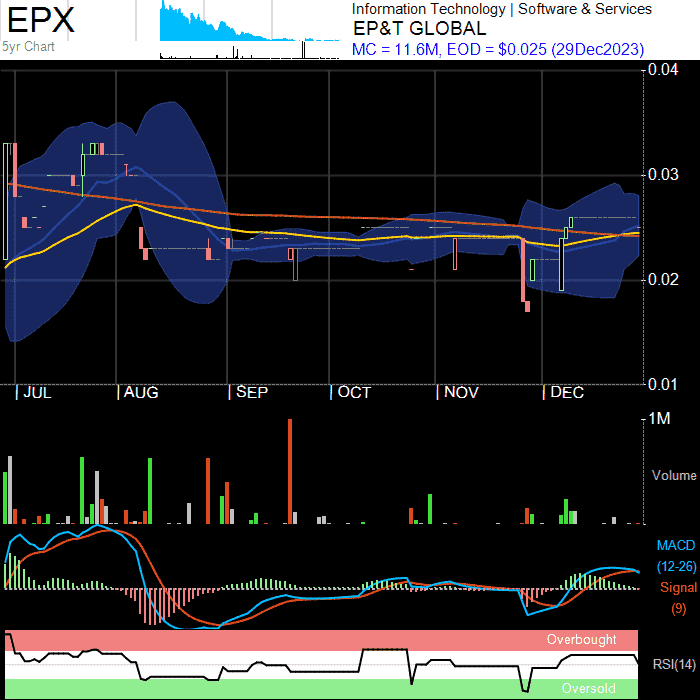 EPX
5yr Chart
Information Technology | Software & Services
EP&T GLOBAL
MC = 11.6M, EOD = $0.025 (29Dec2023)
0.04
0.03
0.02
0.01
JUL AUG SEP OCT NOV DEC
1M
Volume
MACD
(12-26)
Signal
(9)
Overbought
RSI(14)
Oversold